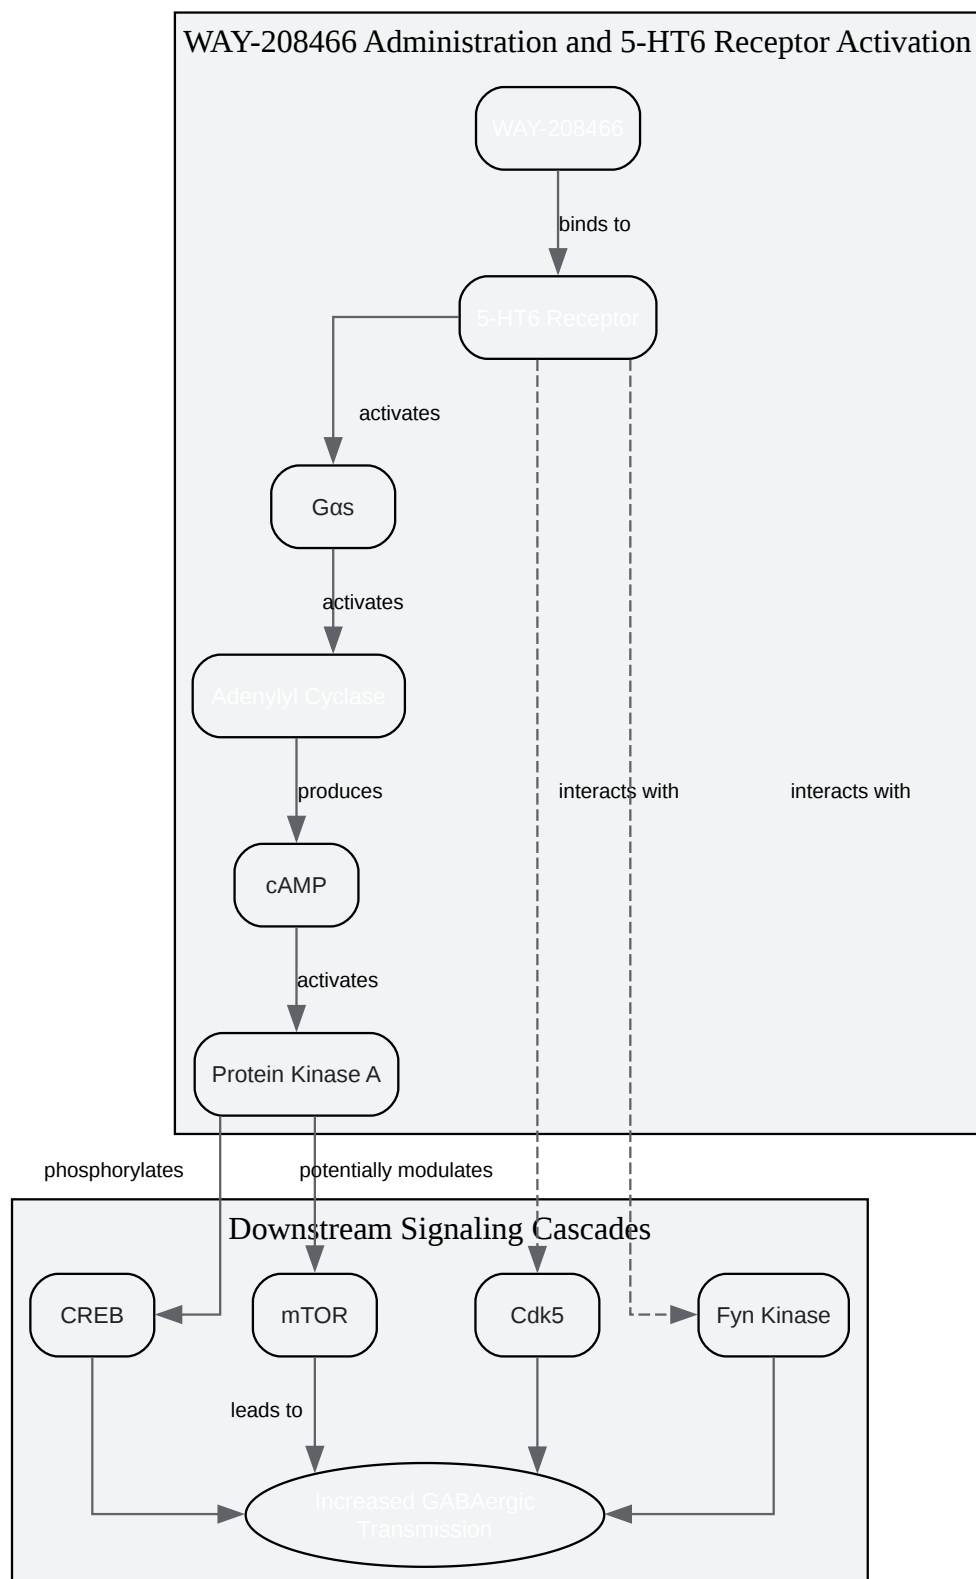 WAY-208466 Administration and 5-HT6 Receptor Activation
WAY-208466
binds to
5-HT6 Receptor
activates
Gαs
activates
Adenylyl Cyclase
produces
interacts with
interacts with
cAMP
activates
Protein Kinase A
phosphorylates
potentially modulates
Downstream Signaling Cascades
CREB
mTOR
Cdk5
Fyn Kinase
leads to
Increased GABAergic
Transmission